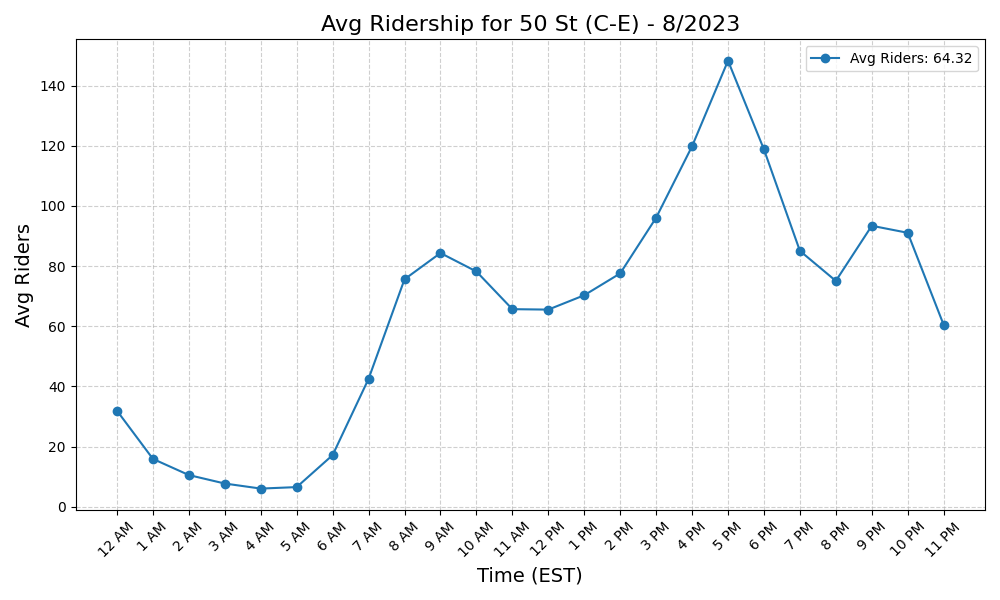 Avg Ridership for 50 St (C-E) - 8/2023
Avg Riders: 64.32
Avg Riders
140
120
100
80
60
40
20
0
12 AM
1 AM
2 AM
3 AM
4 AM
5 AM
6 AM
7 AM
8 AM
9 AM
10 AM
11 AM
12 PM
1 PM
2 PM
3 PM
4 PM
5 PM
6 PM
7 PM
8 PM
9 PM
10 PM
11 PM
Time (EST)